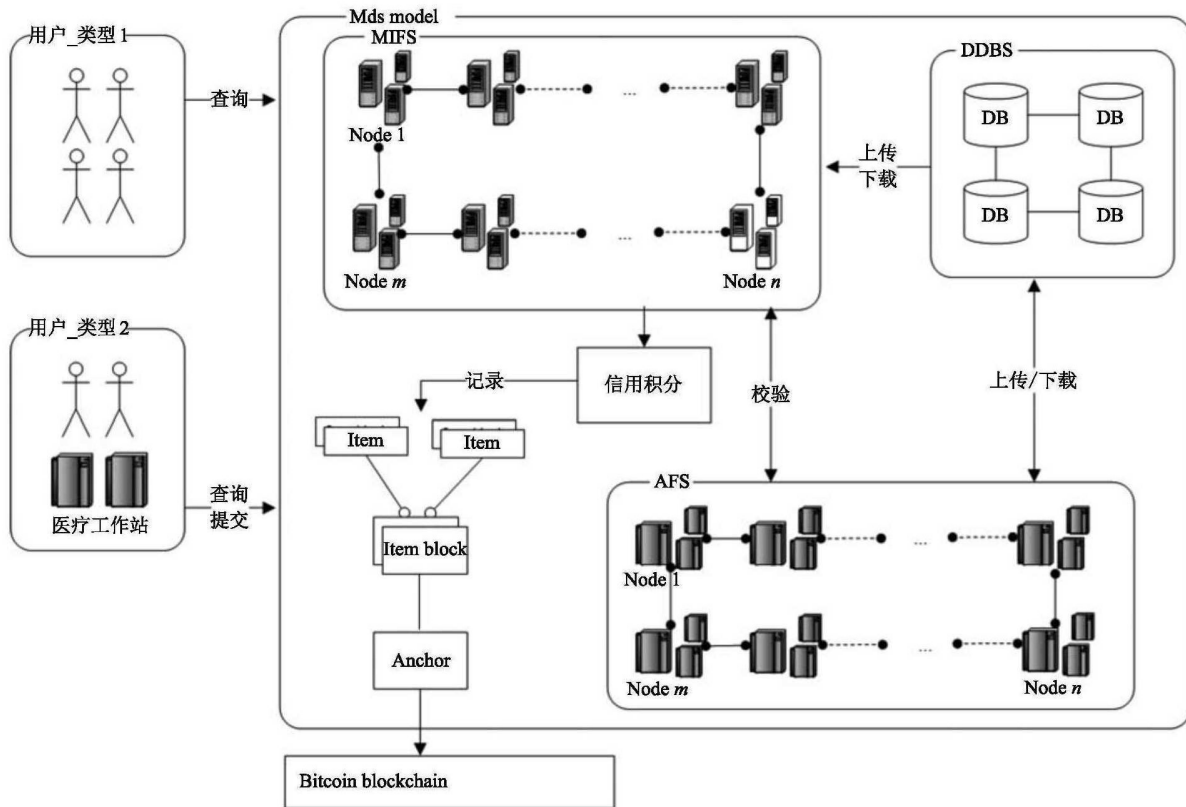 Mds model
用户_类型1
查询
MIFS
Node 1
...
Node m
...
Node n
DDBS
DB
DB
DB
DB
上传
下载
用户_类型2
医疗工作站
查询
提交
信用积分
记录
校验
上传/下载
Item
Item
Item block
Anchor
AFS
Node 1
...
Node m
...
Node n
Bitcoin blockchain